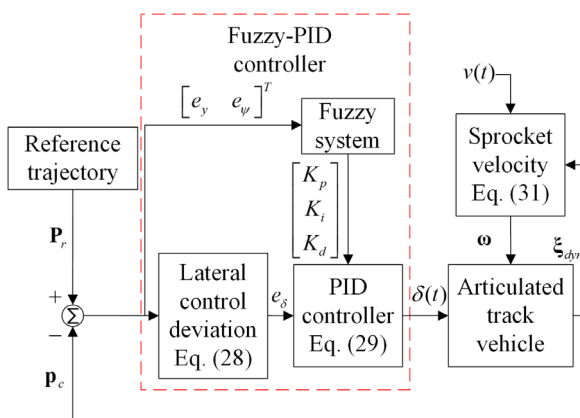 Fuzzy-PID
controller
[e_y e_ψ]^T
v(t)
Reference
trajectory
Fuzzy
system
Sprocket
velocity
Eq. (31)
K_p
K_i
K_d
P_r
ω
ξ_dyn
+
Σ
−
Lateral
control
deviation
Eq. (28)
e_δ
PID
controller
Eq. (29)
δ(t)
Articulated
track
vehicle
p_c